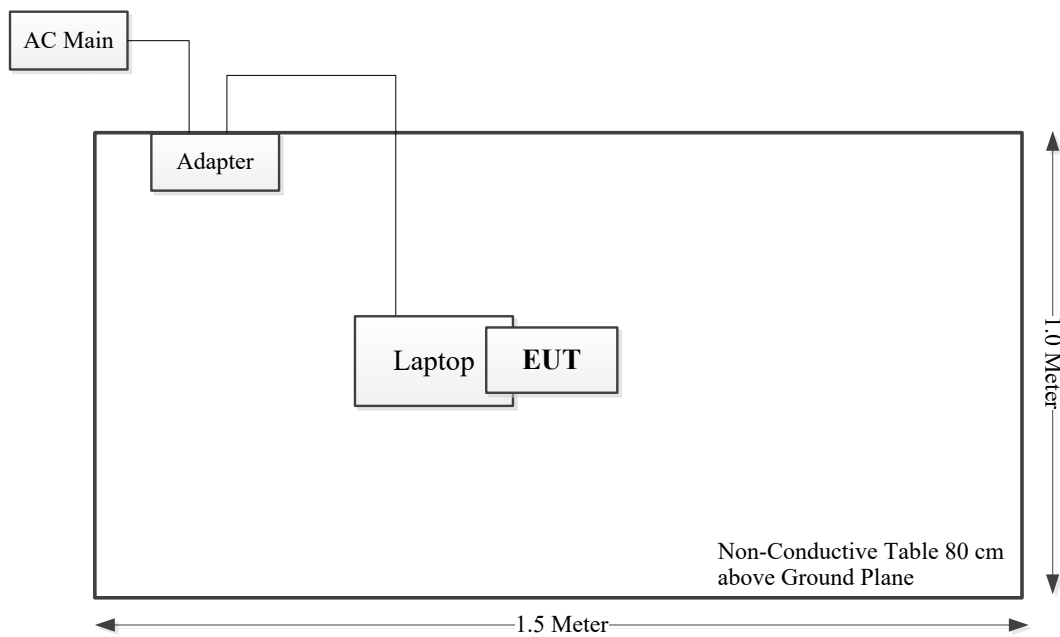 AC Main
Adapter
Laptop
EUT
1.0 Meter
Non-Conductive Table 80 cm
above Ground Plane
1.5 Meter